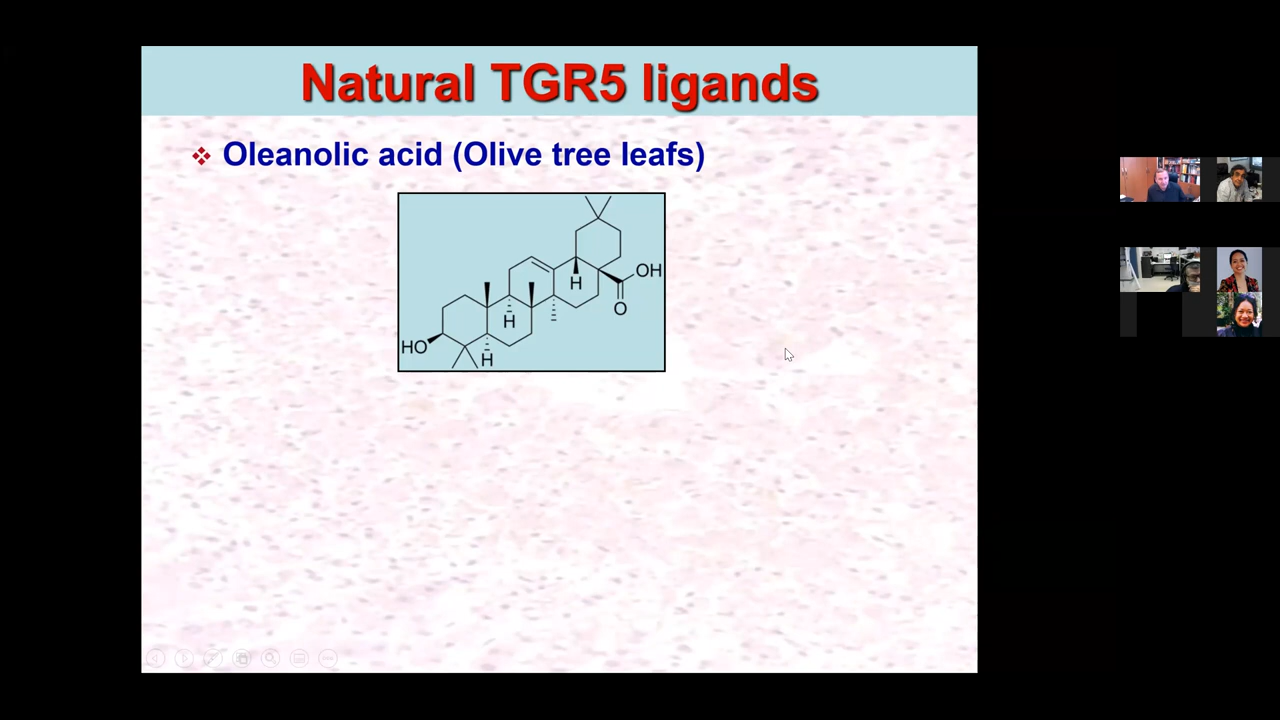 Natural TGR5 ligands
Oleanolic acid (Olive tree leafs)
OH
H
O
H
HO
H